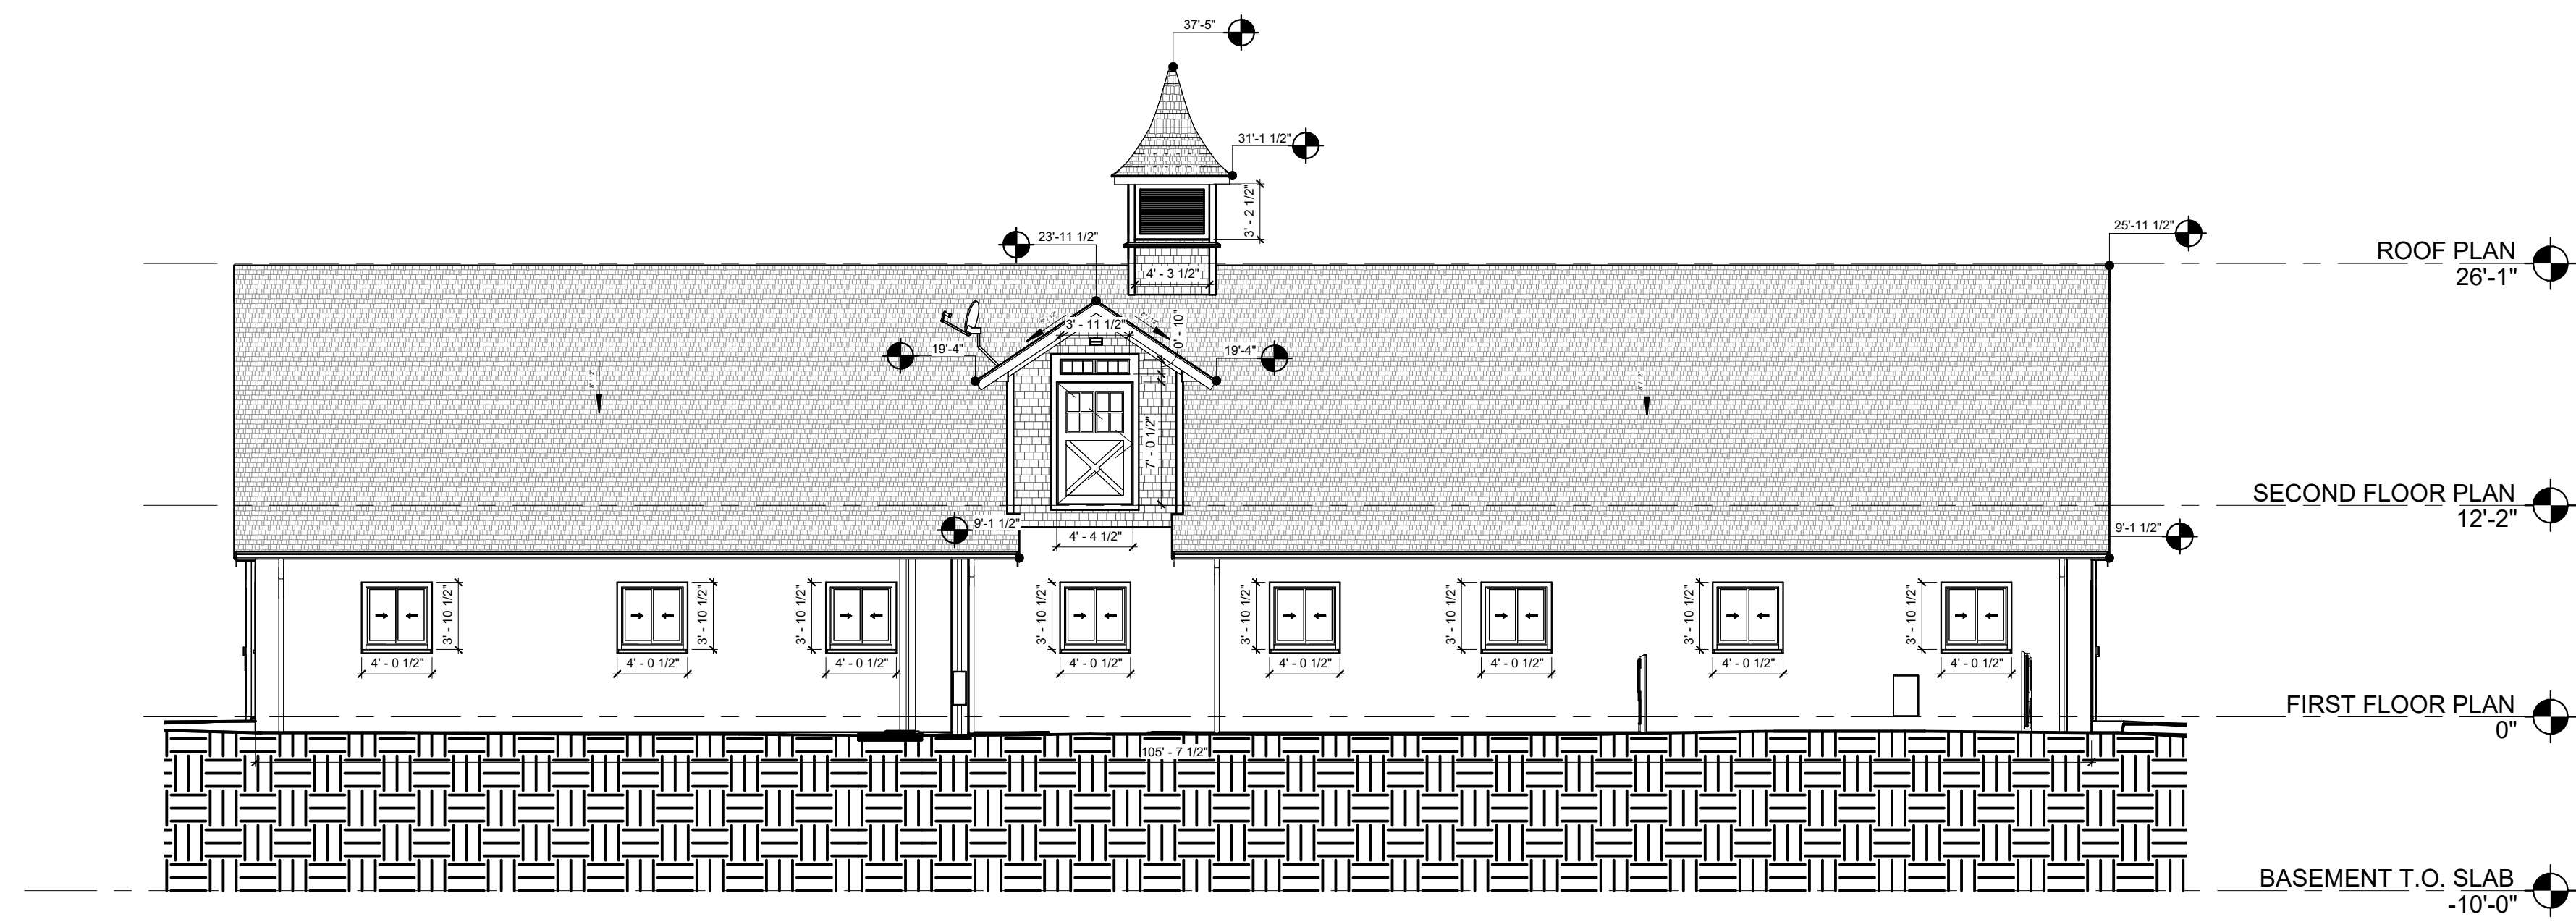 37'-5"
31'-1 1/2"
3' - 2 1/2"
25'-11 1/2"
23'-11 1/2"
ROOF PLAN
26'-1"
4' - 3 1/2"
3' - 11 1/2"
0' - 10"
19'-4"
19'-4"
7' - 0 1/2"
SECOND FLOOR PLAN
12'-2"
9'-1 1/2"
9'-1 1/2"
4' - 4 1/2"
3' - 10 1/2"
3' - 10 1/2"
3' - 10 1/2"
3' - 10 1/2"
3' - 10 1/2"
3' - 10 1/2"
3' - 10 1/2"
3' - 10 1/2"
4' - 0 1/2"
4' - 0 1/2"
4' - 0 1/2"
4' - 0 1/2"
4' - 0 1/2"
4' - 0 1/2"
4' - 0 1/2"
4' - 0 1/2"
FIRST FLOOR PLAN
0"
105' - 7 1/2"
BASEMENT T.O. SLAB
-10'-0"